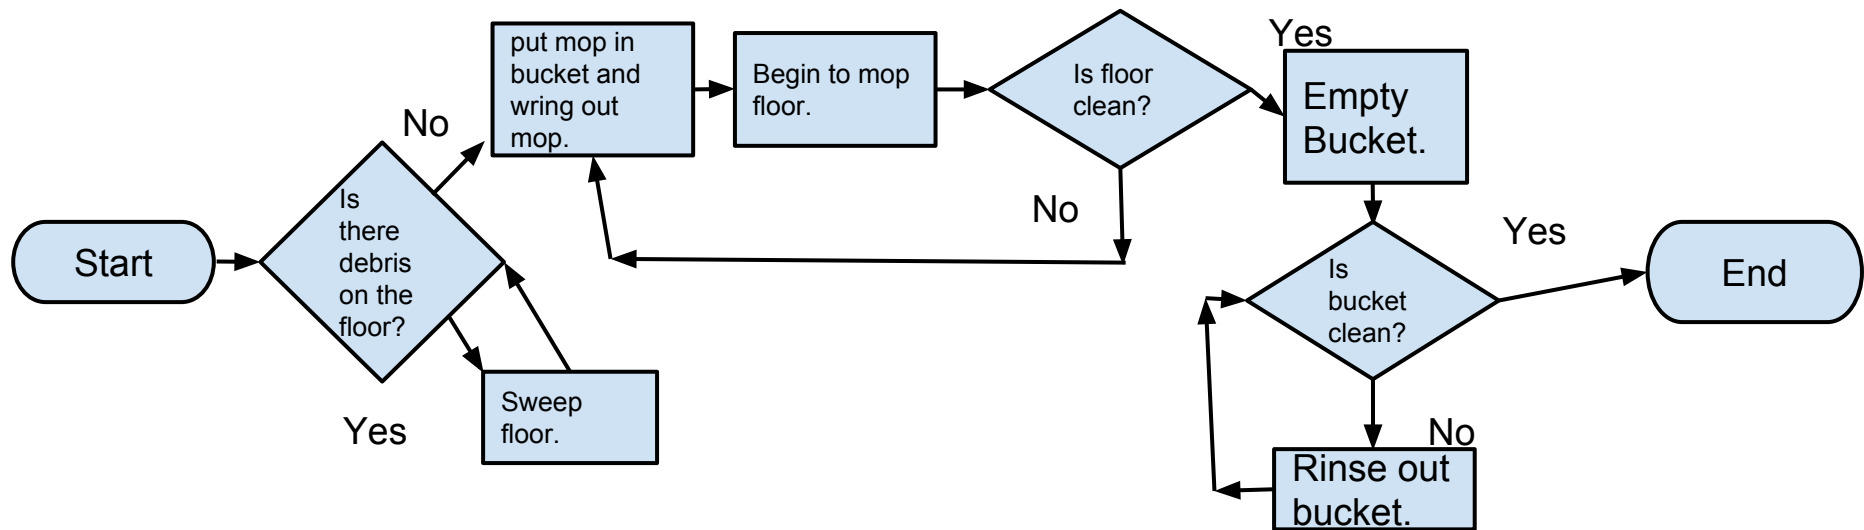 Start
Is
there
debris
on the
floor?
No
Yes
Sweep
floor.
put mop in
bucket and
wring out
mop.
Begin to mop
floor.
Is floor
clean?
No
Yes
Empty
Bucket.
Is
bucket
clean?
No
Rinse out
bucket.
Yes
End